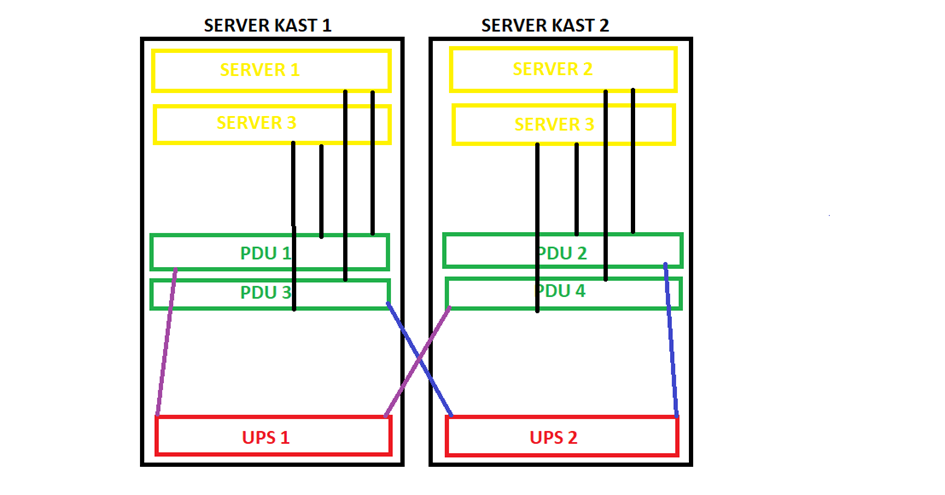 SERVER KAST 1
SERVER KAST 2
SERVER 1
SERVER 3
PDU 1
PDU 3
UPS 1
SERVER 2
SERVER 3
PDU 2
PDU 4
UPS 2